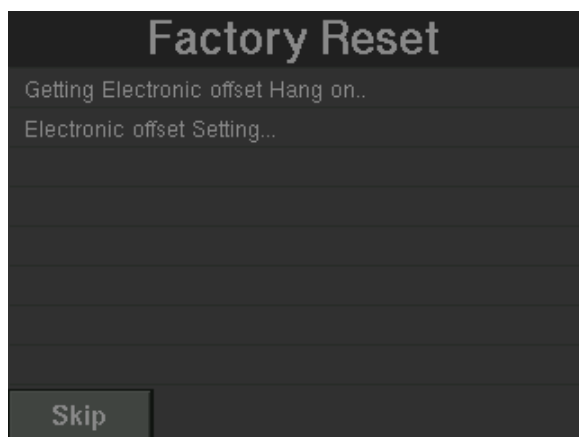 Factory Reset
Getting Electronic offset Hang on..
Electronic offset Setting...
Skip